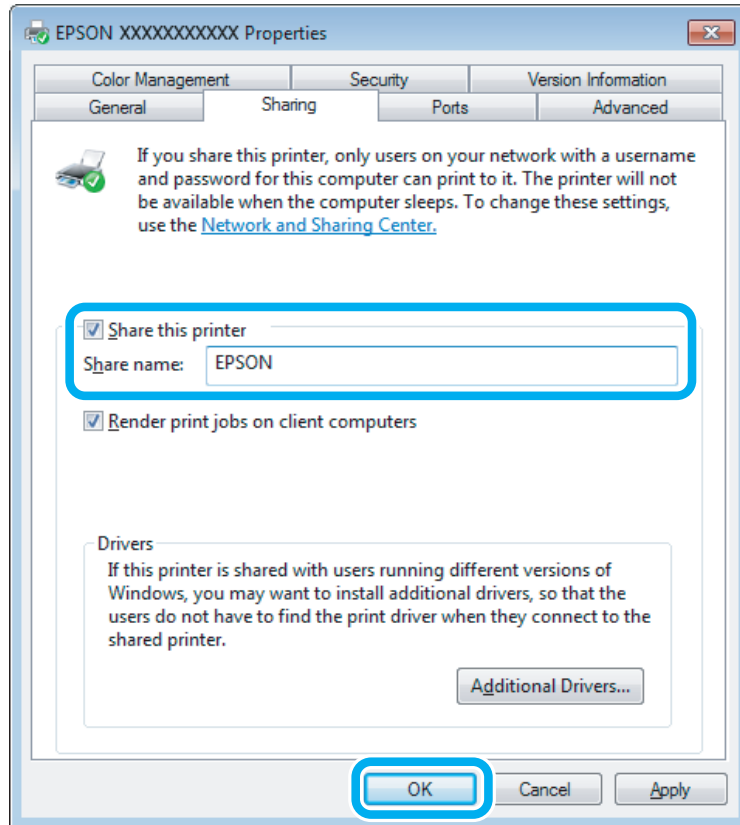 EPSON XXXXXXXXXXX Properties
Color Management Security Version Information
General Sharing Ports Advanced
If you share this printer, only users on your network with a username
and password for this computer can print to it. The printer will not
be available when the computer sleeps. To change these settings,
use the Network and Sharing Center.
Share this printer
Share name: EPSON
Render print jobs on client computers
Drivers
If this printer is shared with users running different versions of
Windows, you may want to install additional drivers, so that the
users do not have to find the print driver when they connect to the
shared printer.
Additional Drivers...
OK Cancel Apply